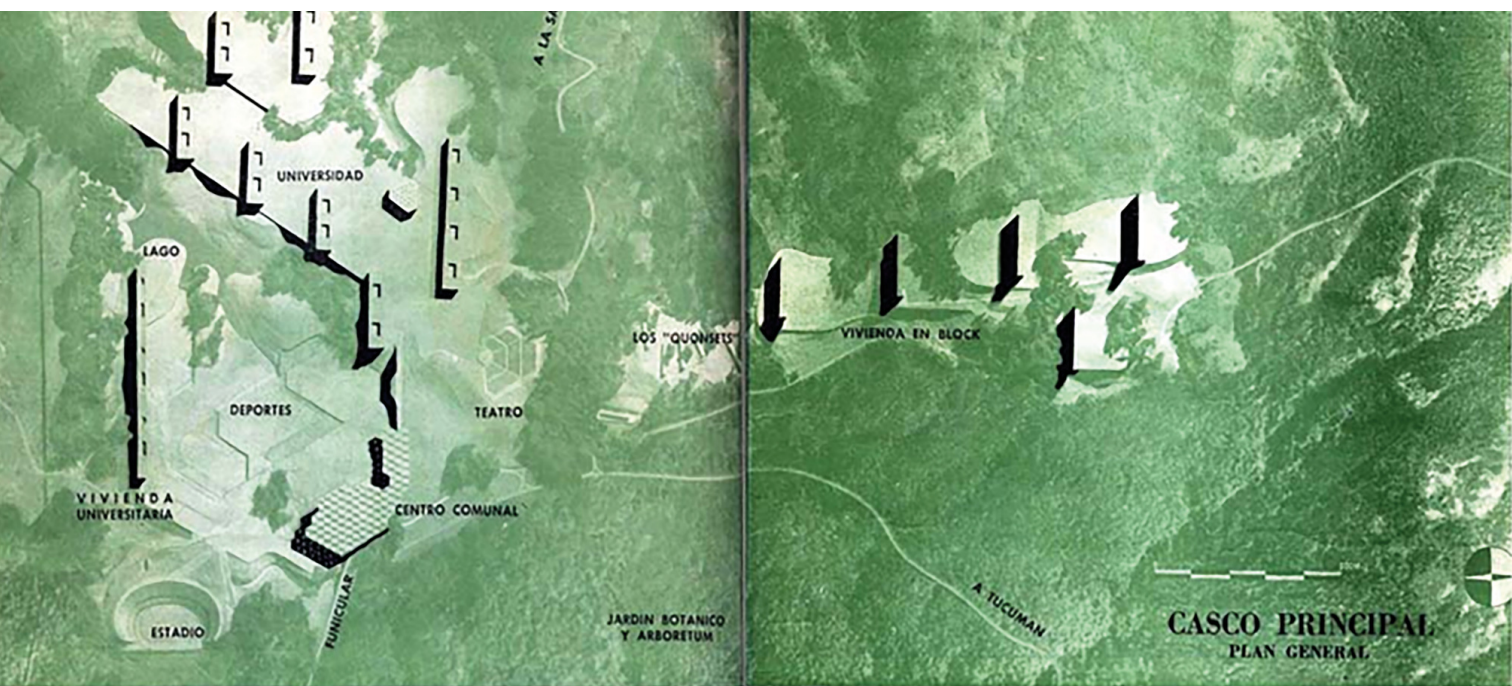 A LA
UNIVERSIDAD
LAGO
LOS "QUONSETS"
VIVIENDA EN BLOCK
DEPORTES
TEATRO
VIVIENDA
UNIVERSITARIA
CENTRO COMUNAL
FUNICULAR
ESTADIO
JARDIN BOTANICO
Y ARBORETUM
A TUCUMAN
CASCO PRINCIPAL
PLAN GENERAL